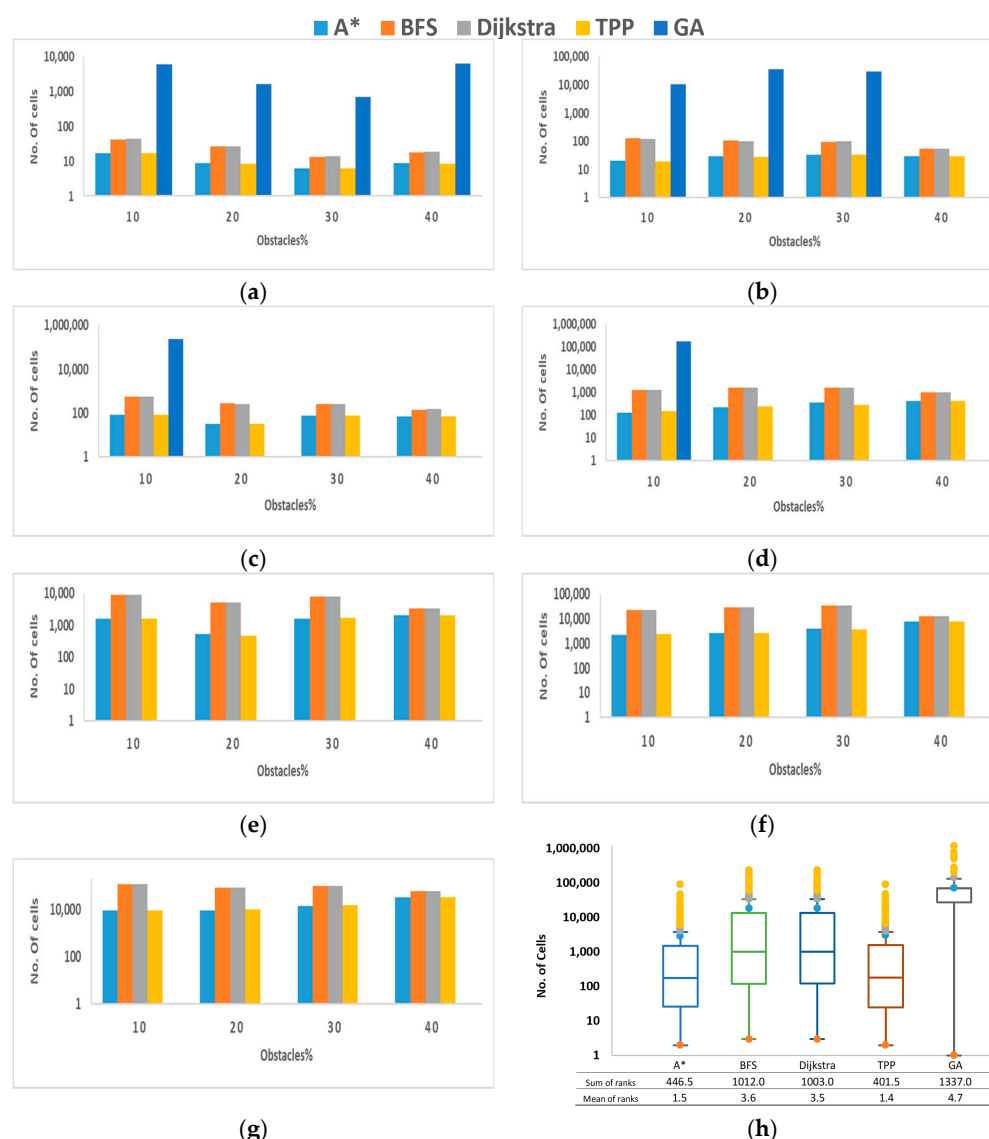 A* BFS Dijkstra TPP GA
10,000
1,000
100
10
1
No. Of cells
10 20 30 40
Obstacles%
(a)
100,000
10,000
1,000
100
10
1
No. Of cells
10 20 30 40
Obstacles%
(b)
1,000,000
10,000
100
1
No. Of cells
10 20 30 40
Obstacles%
(c)
1,000,000
100,000
10,000
1,000
100
10
1
No. Of cells
10 20 30 40
Obstacles%
(d)
10,000
1,000
100
10
1
No. Of cells
10 20 30 40
Obstacles%
(e)
100,000
10,000
1,000
100
10
1
No. Of cells
10 20 30 40
Obstacles%
(f)
10,000
100
1
No. Of cells
10 20 30 40
Obstacles%
(g)
1,000,000
100,000
10,000
1,000
100
10
1
No. of Cells
A* BFS Dijkstra TPP GA
Sum of ranks 446.5 1012.0 1003.0 401.5 1337.0
Mean of ranks 1.5 3.6 3.5 1.4 4.7
(h)